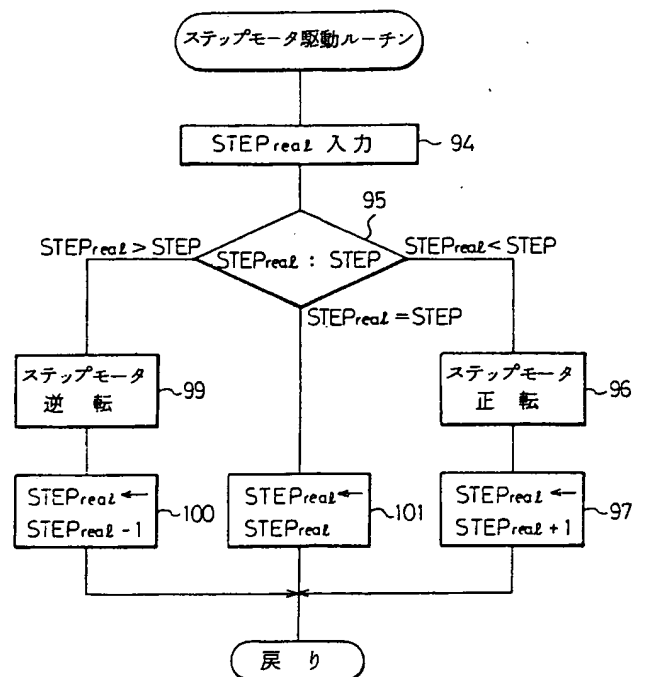 ステップモータ駆動ルーチン
STEPreal 入力
94
95
STEPreal > STEP
STEPreal : STEP
STEPreal < STEP
STEPreal = STEP
ステップモータ
逆 転
99
ステップモータ
正 転
96
STEPreal ←
STEPreal - 1
100
STEPreal ←
STEPreal
101
STEPreal ←
STEPreal + 1
97
戻 り